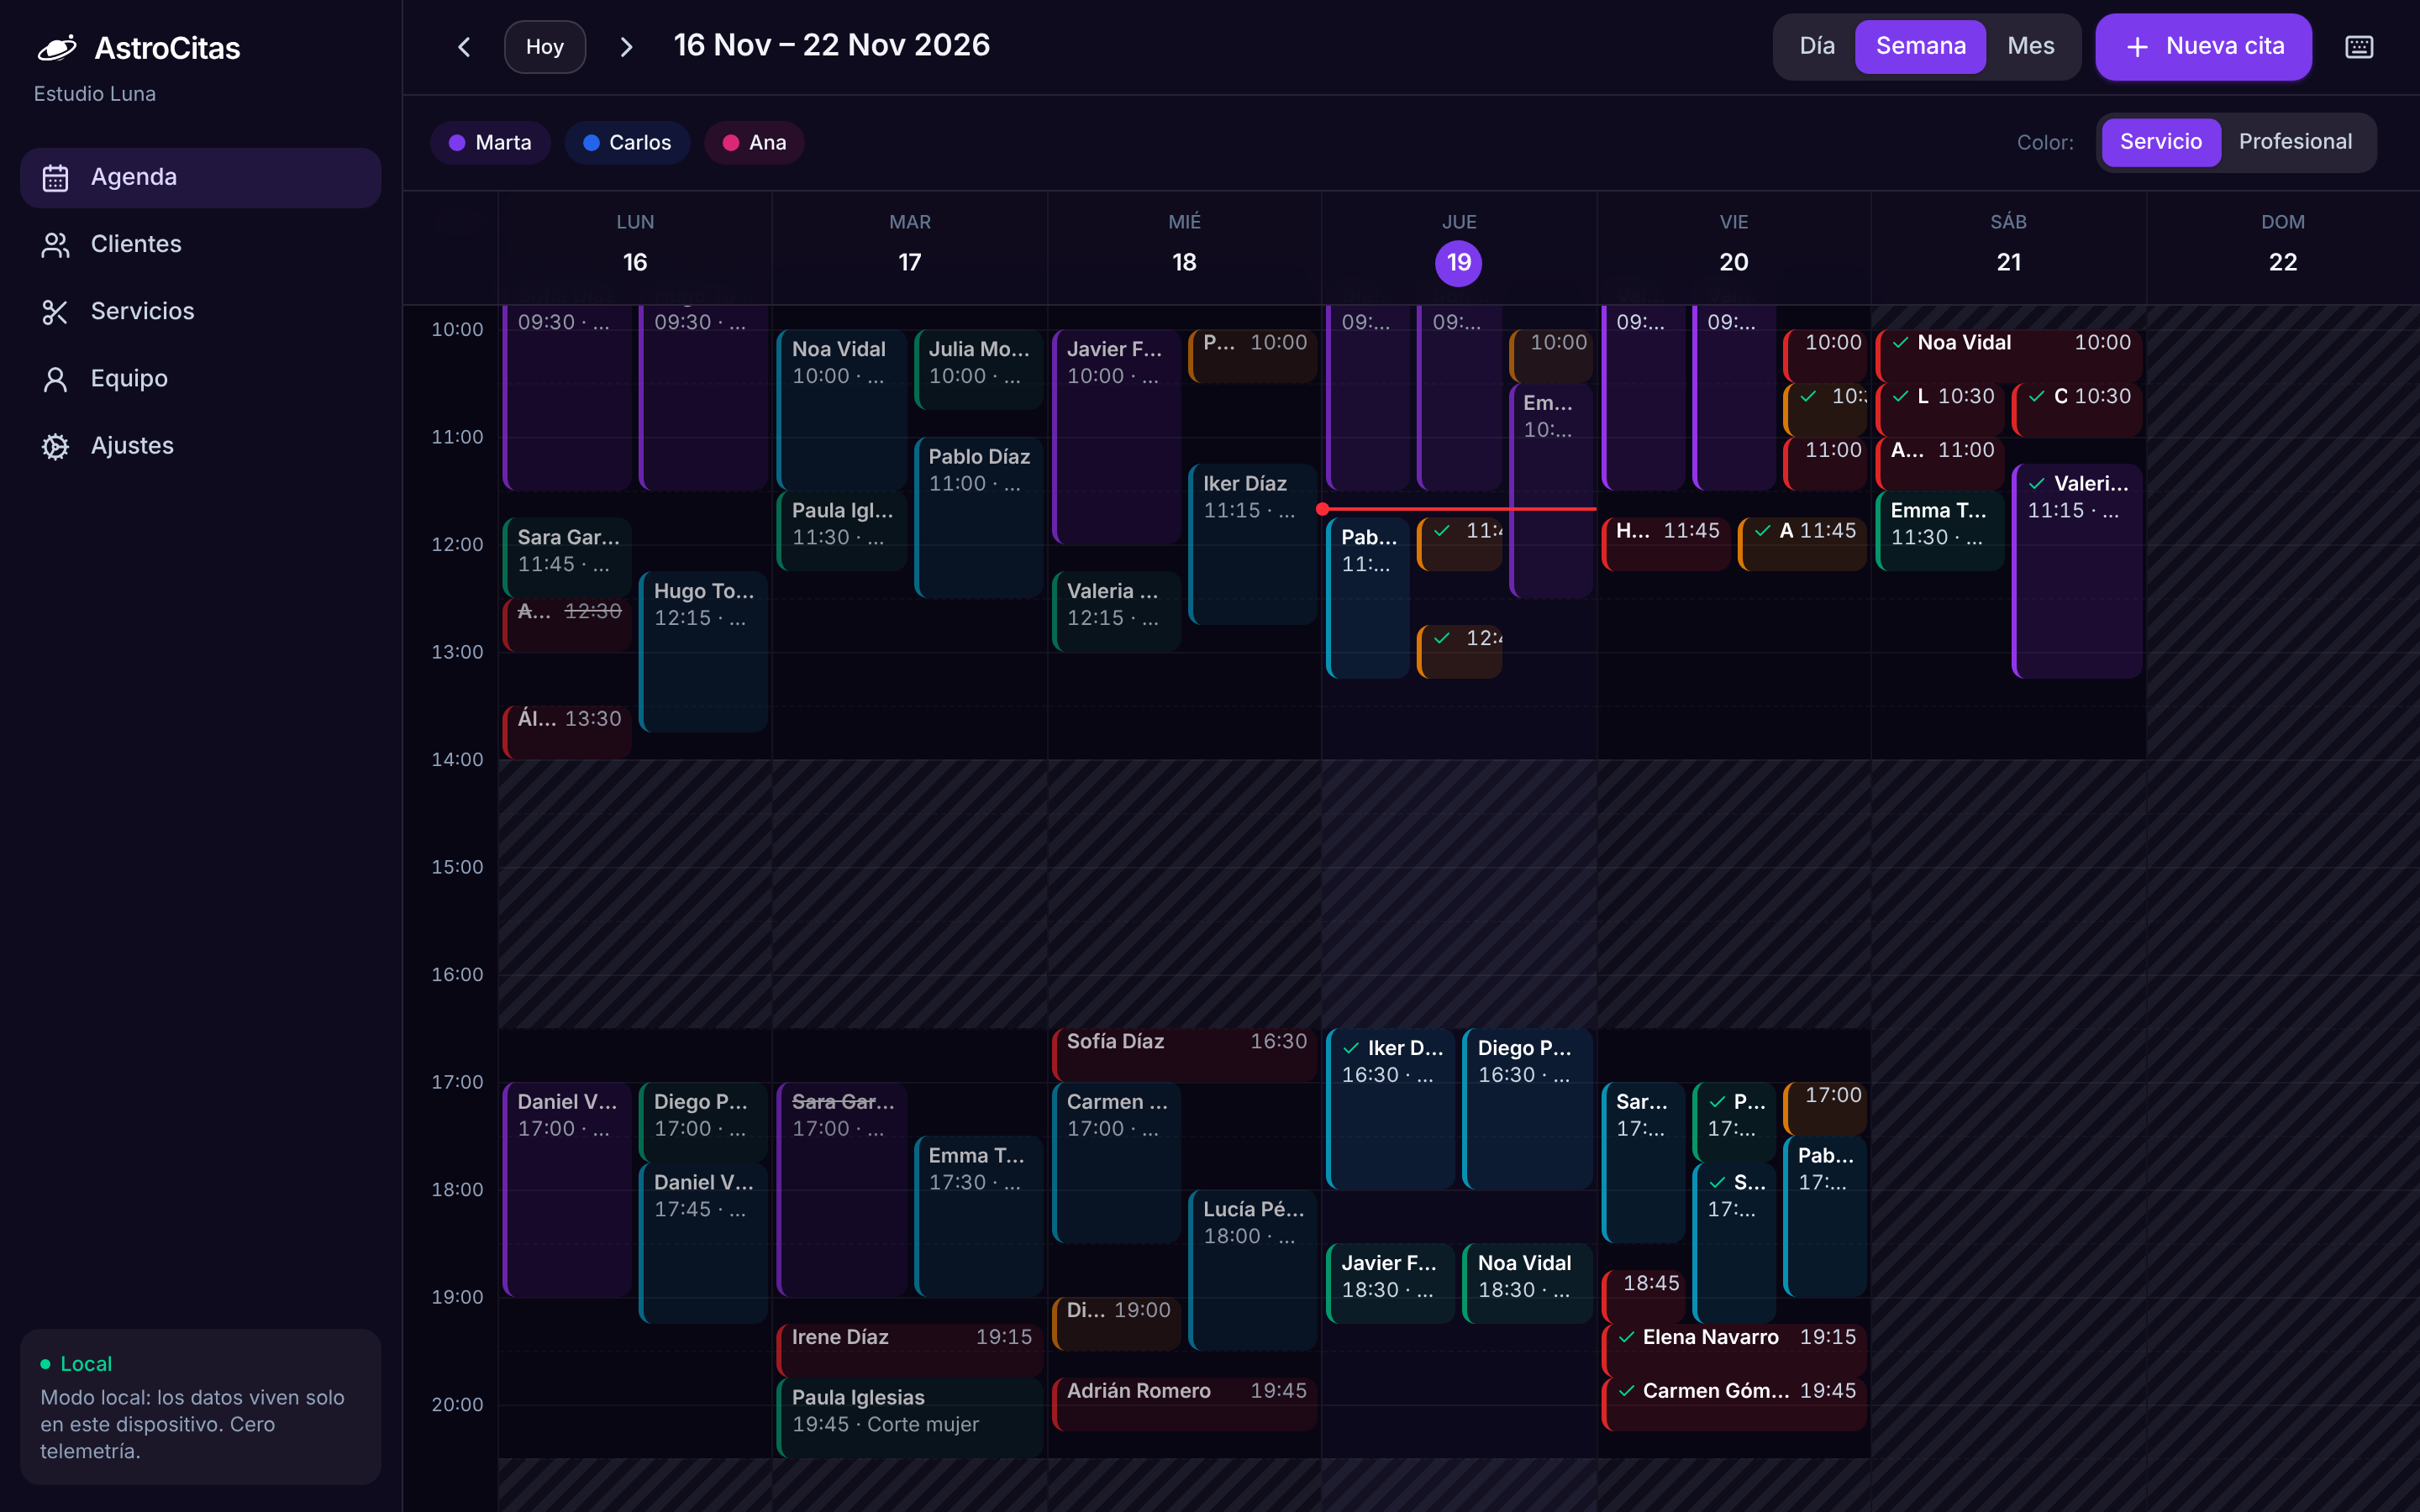 AstroCitas
Estudio Luna
Agenda
Clientes
Servicios
Equipo
Ajustes
Local
Modo local: los datos viven solo
en este dispositivo. Cero
telemetría.
Hoy
16 Nov – 22 Nov 2026
Día
Semana
Mes
+ Nueva cita
Marta
Carlos
Ana
Color:
Servicio
Profesional
LUN
16
MAR
17
MIÉ
18
JUE
19
VIE
20
SÁB
21
DOM
22
10:00
11:00
12:00
13:00
14:00
15:00
16:00
17:00
18:00
19:00
20:00
09:30 · ...
09:30 · ...
Sara Gar...
11:45 · ...
A... 12:30
Hugo To...
12:15 · ...
Ál... 13:30
Daniel V...
17:00 · ...
Diego P...
17:00 · ...
Daniel V...
17:45 · ...
Noa Vidal
10:00 · ...
Julia Mo...
10:00 · ...
Pablo Díaz
11:00 · ...
Paula Igl...
11:30 · ...
Sara Gar...
17:00 · ...
Emma T...
17:30 · ...
Irene Díaz 19:15
Paula Iglesias
19:45 · Corte mujer
Javier F...
10:00 · ...
P... 10:00
Iker Díaz
11:15 · ...
Valeria ...
12:15 · ...
Sofía Díaz 16:30
Carmen ...
17:00 · ...
Lucía Pé...
18:00 · ...
Di... 19:00
Adrián Romero 19:45
09:...
09:...
10:00
Em...
10:...
Pab...
11:...
11:4
12:4
Iker D...
16:30 · ...
Diego P...
16:30 · ...
Javier F...
18:30 · ...
Noa Vidal
18:30 · ...
09:...
09:...
10:00
10:
11:00
H... 11:45
A 11:45
Sar...
17:...
P...
17:...
17:00
Pab...
17:...
S...
17:...
18:45
Elena Navarro 19:15
Carmen Góm... 19:45
Noa Vidal 10:00
L 10:30
C 10:30
A... 11:00
Valeri...
11:15 · ...
Emma T...
11:30 · ...